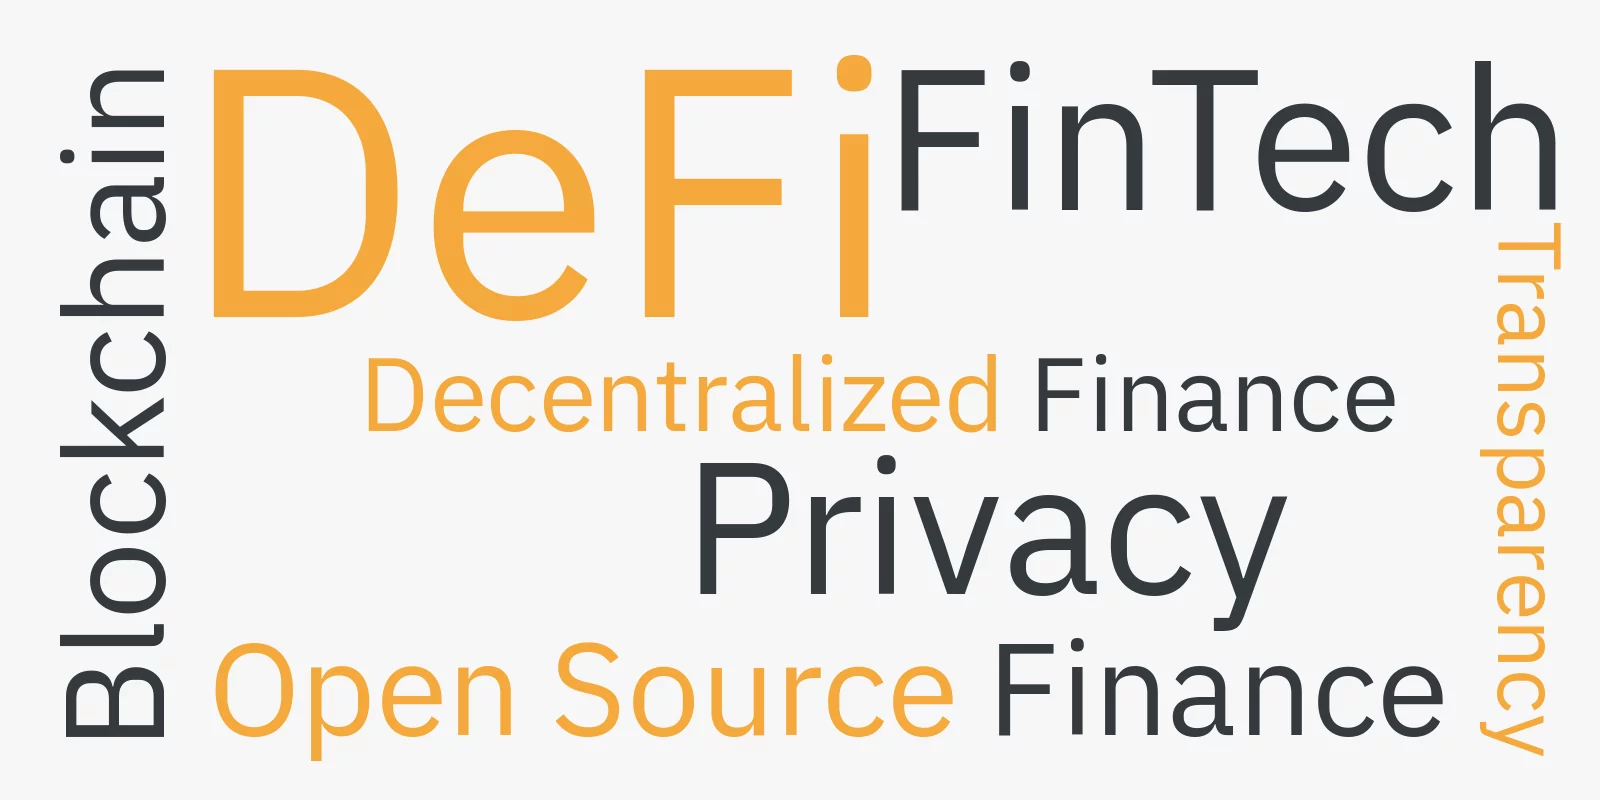 Blockchain
DeFi
FinTech
Transparency
Decentralized Finance
Privacy
Open Source Finance